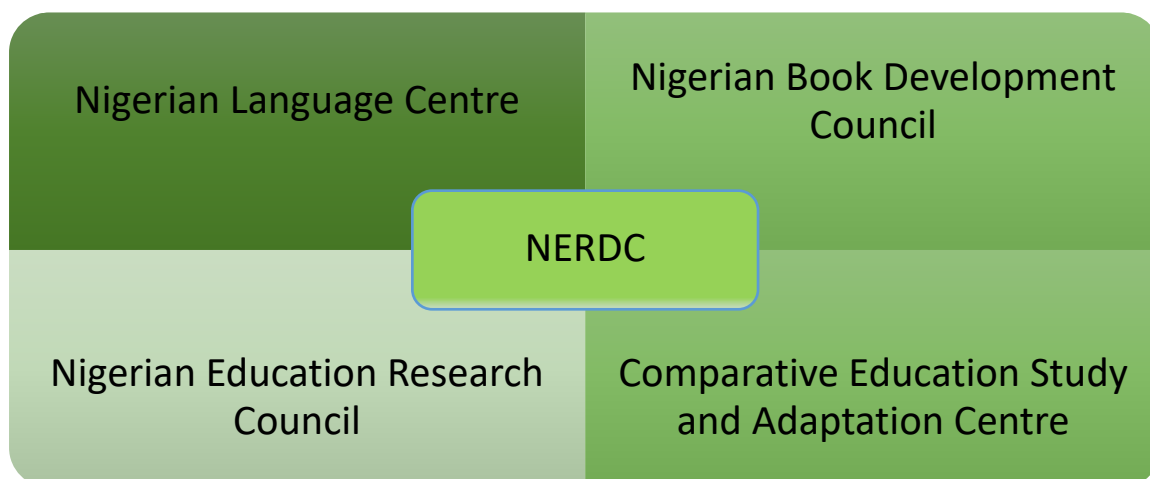 Nigerian Language Centre
Nigerian Book Development
Council
NERDC
Nigerian Education Research
Council
Comparative Education Study
and Adaptation Centre